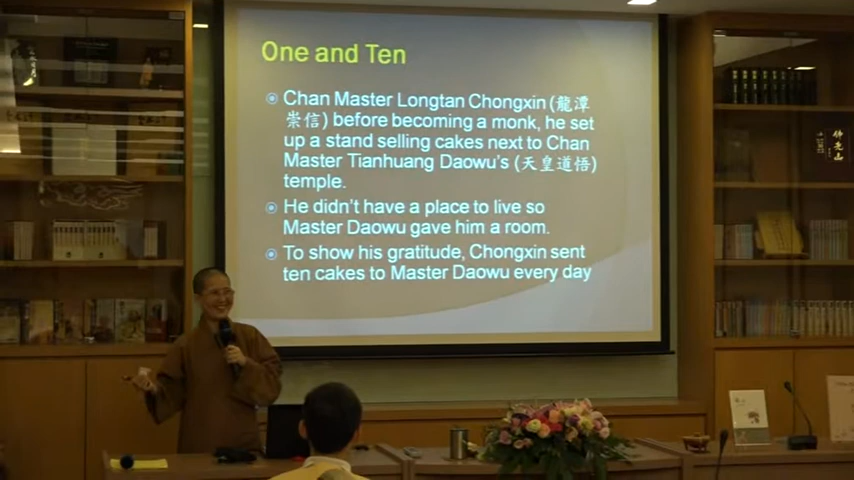 One and Ten
Chan Master Longtan Chongxin (龍潭
崇信) before becoming a monk, he set
up a stand selling cakes next to Chan
Master Tianhuang Daowu's (天皇道悟)
temple.
He didn't have a place to live so
Master Daowu gave him a room.
To show his gratitude, Chongxin sent
ten cakes to Master Daowu every day